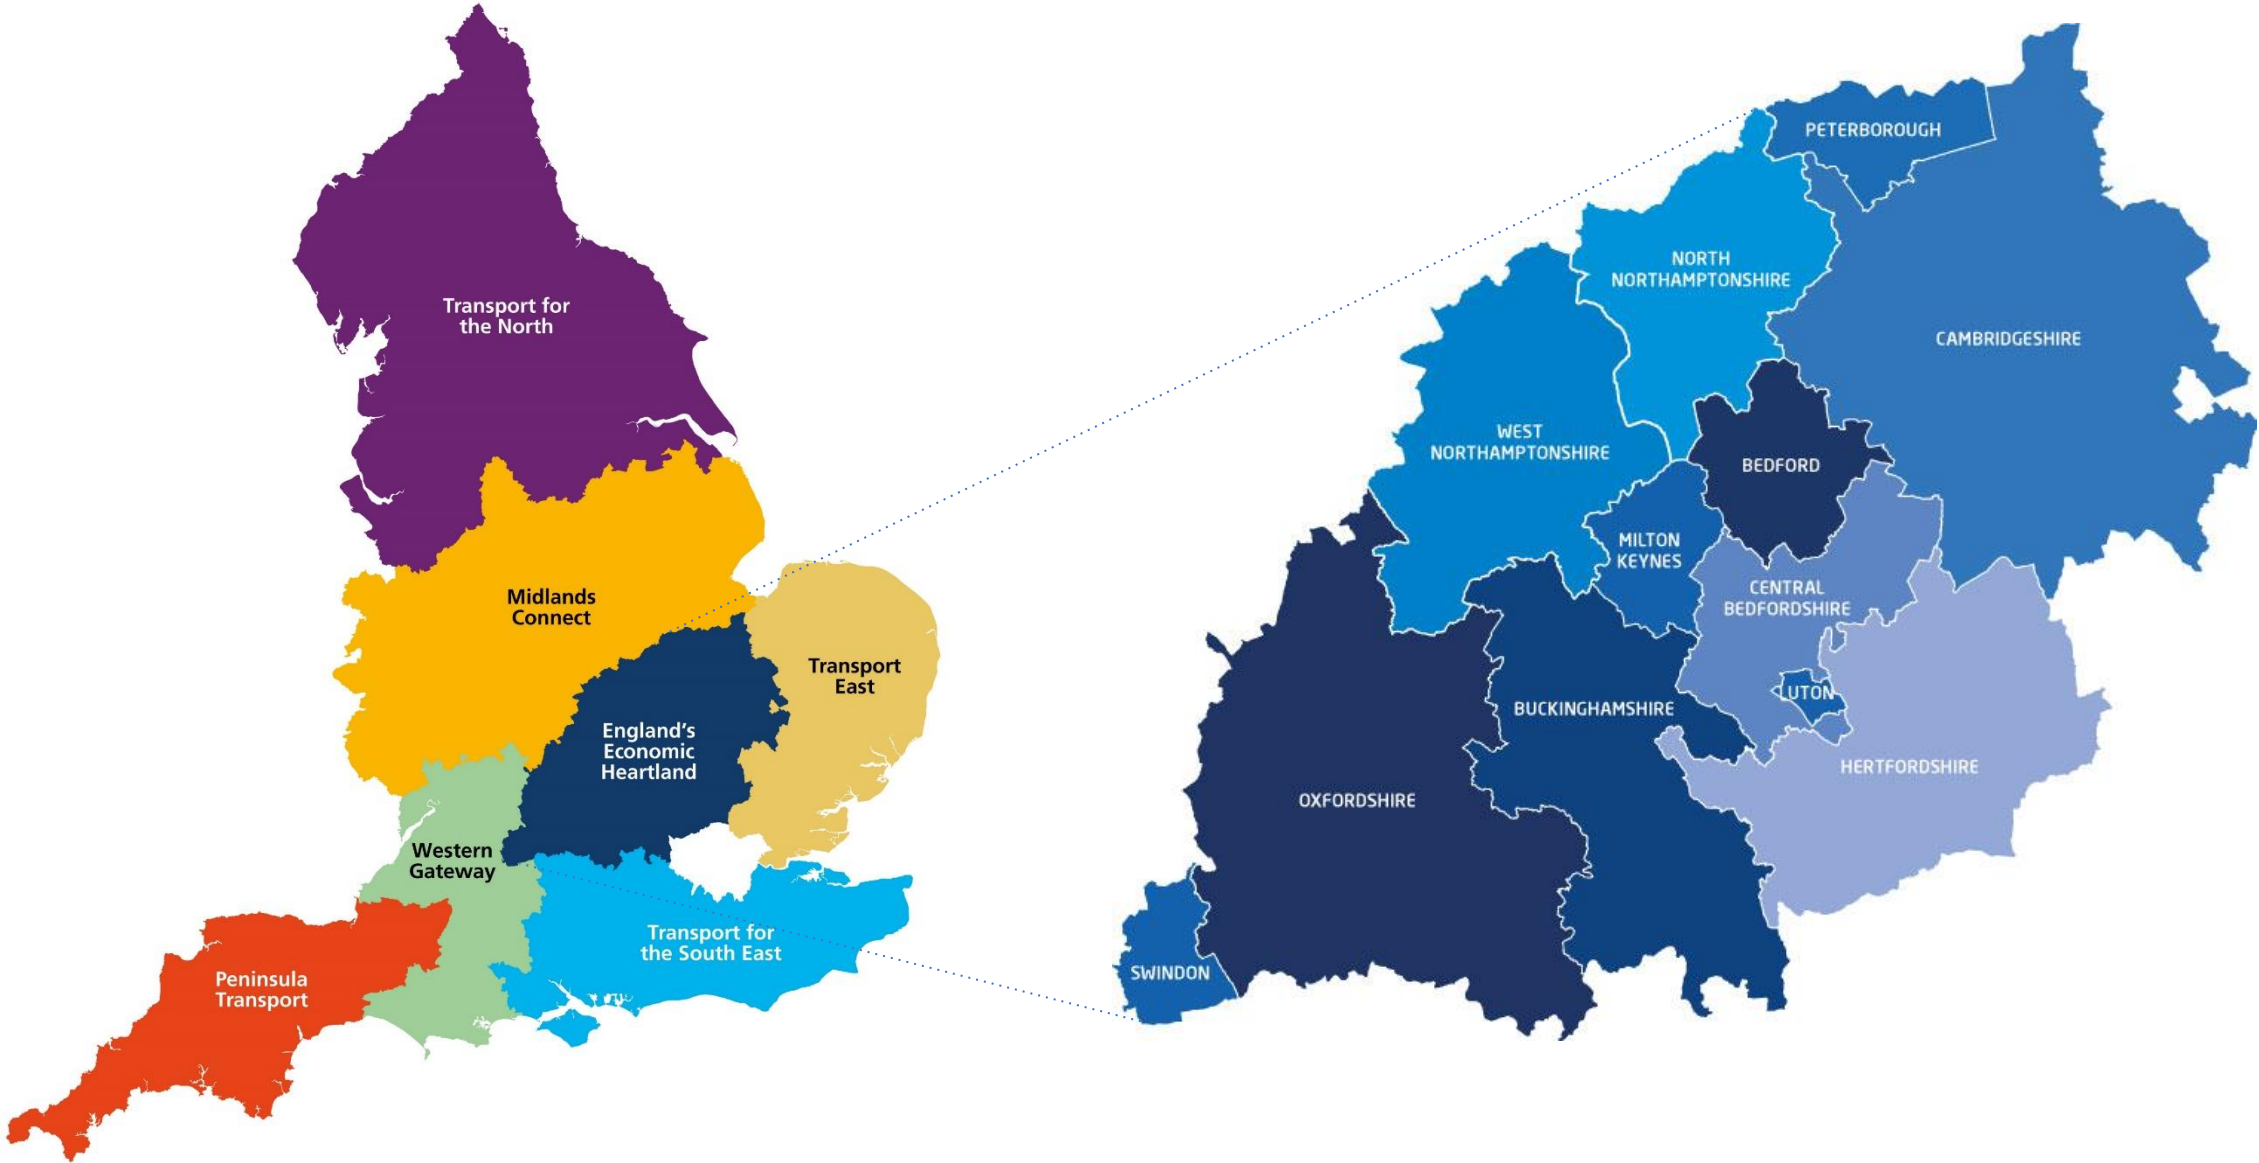 Transport for
the North
Midlands
Connect
Transport
East
England's
Economic
Heartland
Western
Gateway
Transport for
the South East
Peninsula
Transport
PETERBOROUGH
NORTH
NORTHAMPTONSHIRE
CAMBRIDGESHIRE
WEST
NORTHAMPTONSHIRE
BEDFORD
MILTON
KEYNES
CENTRAL
BEDFORDSHIRE
LUTON
BUCKINGHAMSHIRE
HERTFORDSHIRE
OXFORDSHIRE
SWINDON